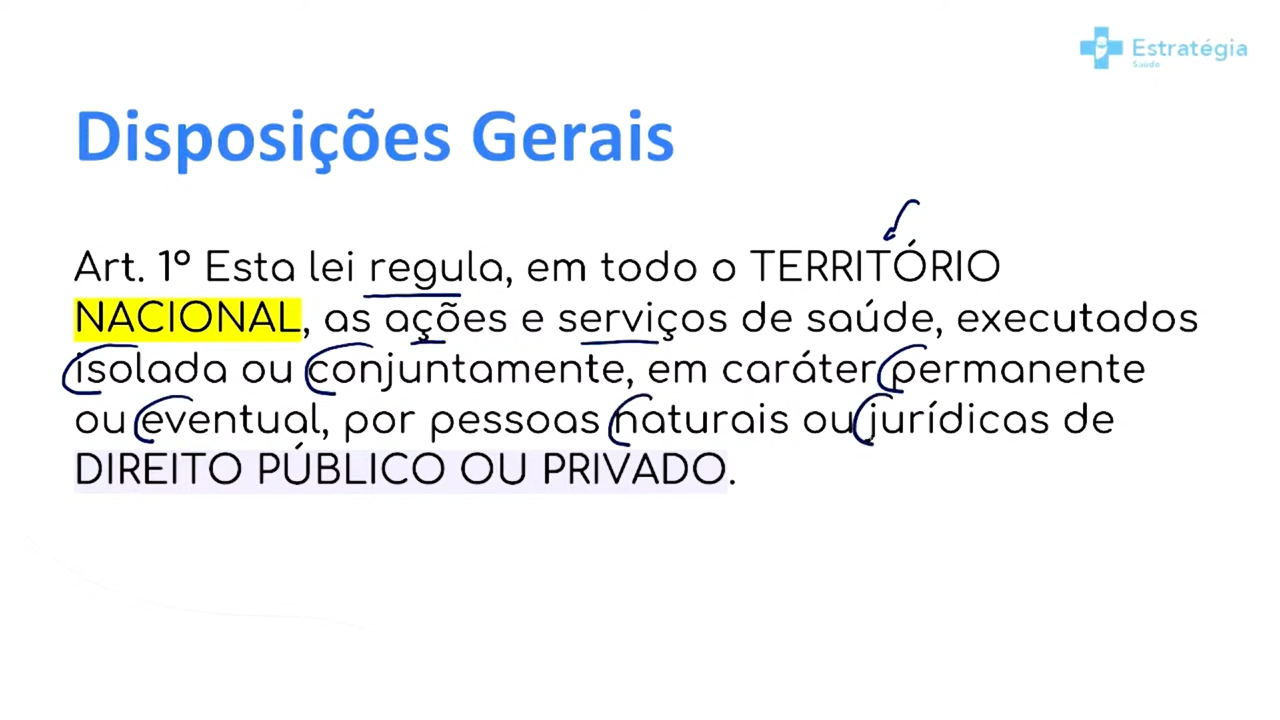 Estratégia
Saúde
Disposições Gerais
Art. 1º Esta lei regula, em todo o TERRITÓRIO
NACIONAL, as ações e serviços de saúde, executados
isolada ou conjuntamente, em caráter permanente
ou eventual, por pessoas naturais ou jurídicas de
DIREITO PÚBLICO OU PRIVADO.